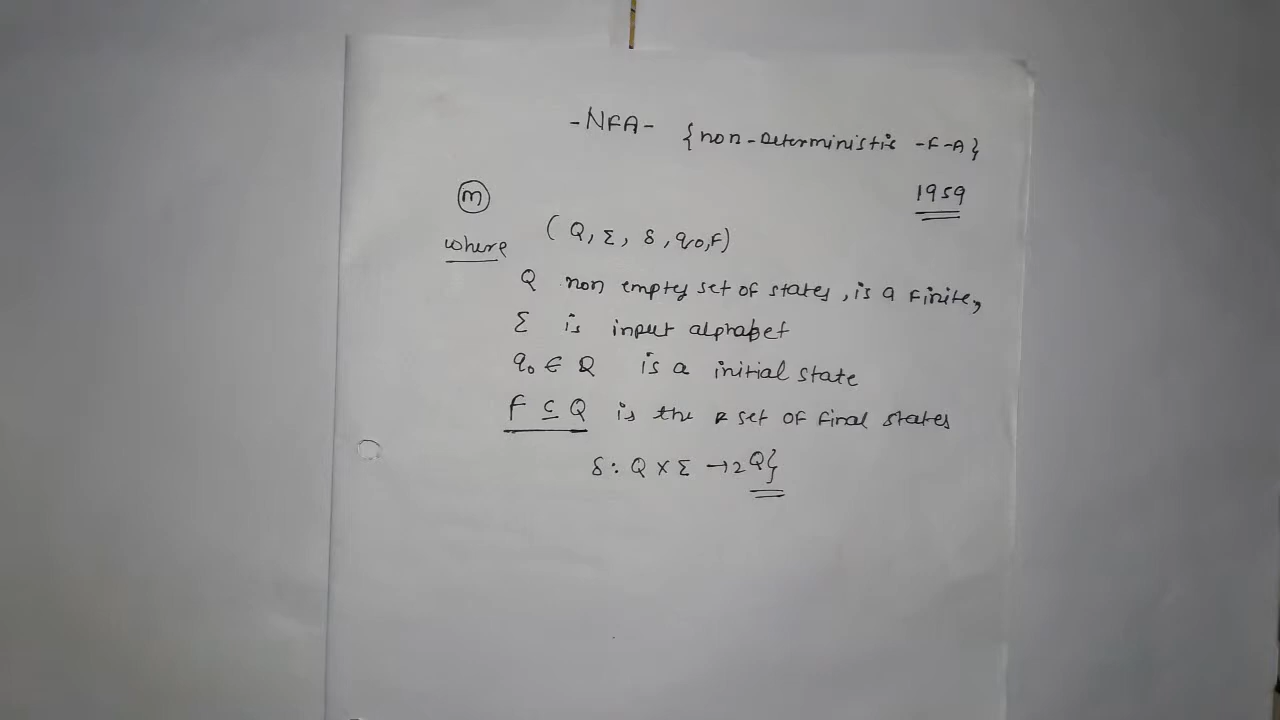 -NFA- {non-Deterministic -F-A}
1959
m
( Q, Σ, δ, q0, F)
where
Q non empty set of states, is a finite,
Σ is input alphabet
q0 ∈ Q is a initial state
F ⊆ Q is the set of final states
δ: Q × Σ → 2Q}